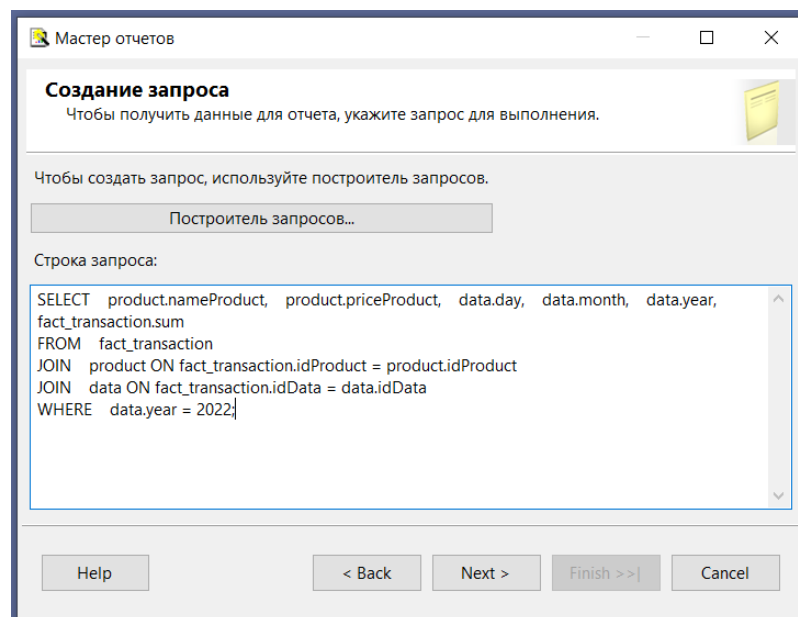 Мастер отчетов
Создание запроса
Чтобы получить данные для отчета, укажите запрос для выполнения.
Чтобы создать запрос, используйте построитель запросов.
Построитель запросов...
Строка запроса:
SELECT product.nameProduct, product.priceProduct, data.day, data.month, data.year,
fact_transaction.sum
FROM fact_transaction
JOIN product ON fact_transaction.idProduct = product.idProduct
JOIN data ON fact_transaction.idData = data.idData
WHERE data.year = 2022;
Help < Back Next > Finish >>| Cancel